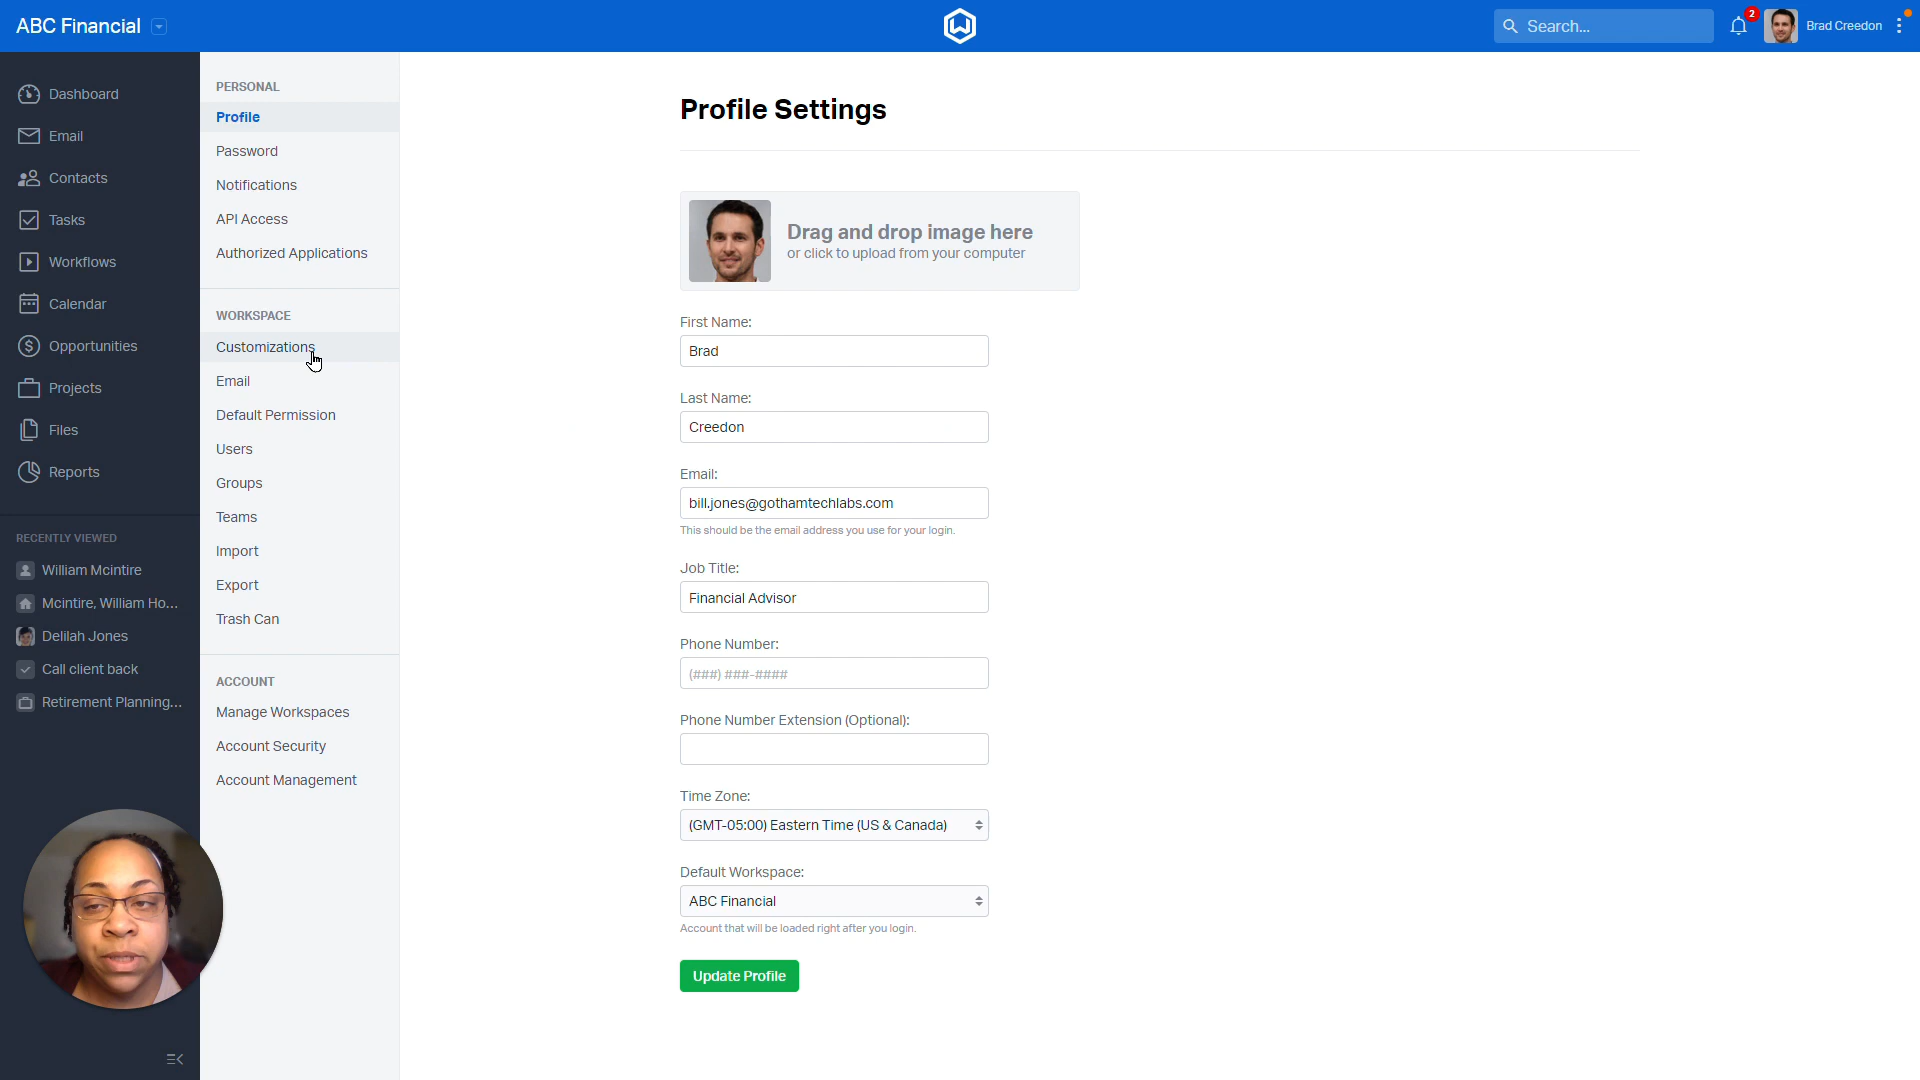 ABC Financial
Search...
2
Brad Creedon
Dashboard
Email
Contacts
Tasks
Workflows
Calendar
Opportunities
Projects
Files
Reports
RECENTLY VIEWED
William Mcintire
Mcintire, William Ho...
Delilah Jones
Call client back
Retirement Planning...
PERSONAL
Profile
Password
Notifications
API Access
Authorized Applications
WORKSPACE
Customizations
Email
Default Permission
Users
Groups
Teams
Import
Export
Trash Can
ACCOUNT
Manage Workspaces
Account Security
Account Management
Profile Settings
Drag and drop image here
or click to upload from your computer
First Name:
Brad
Last Name:
Creedon
Email:
bill.jones@gothamtechlabs.com
This should be the email address you use for your login.
Job Title:
Financial Advisor
Phone Number:
(###) ###-####
Phone Number Extension (Optional):
Time Zone:
(GMT-05:00) Eastern Time (US & Canada)
Default Workspace:
ABC Financial
Account that will be loaded right after you login.
Update Profile